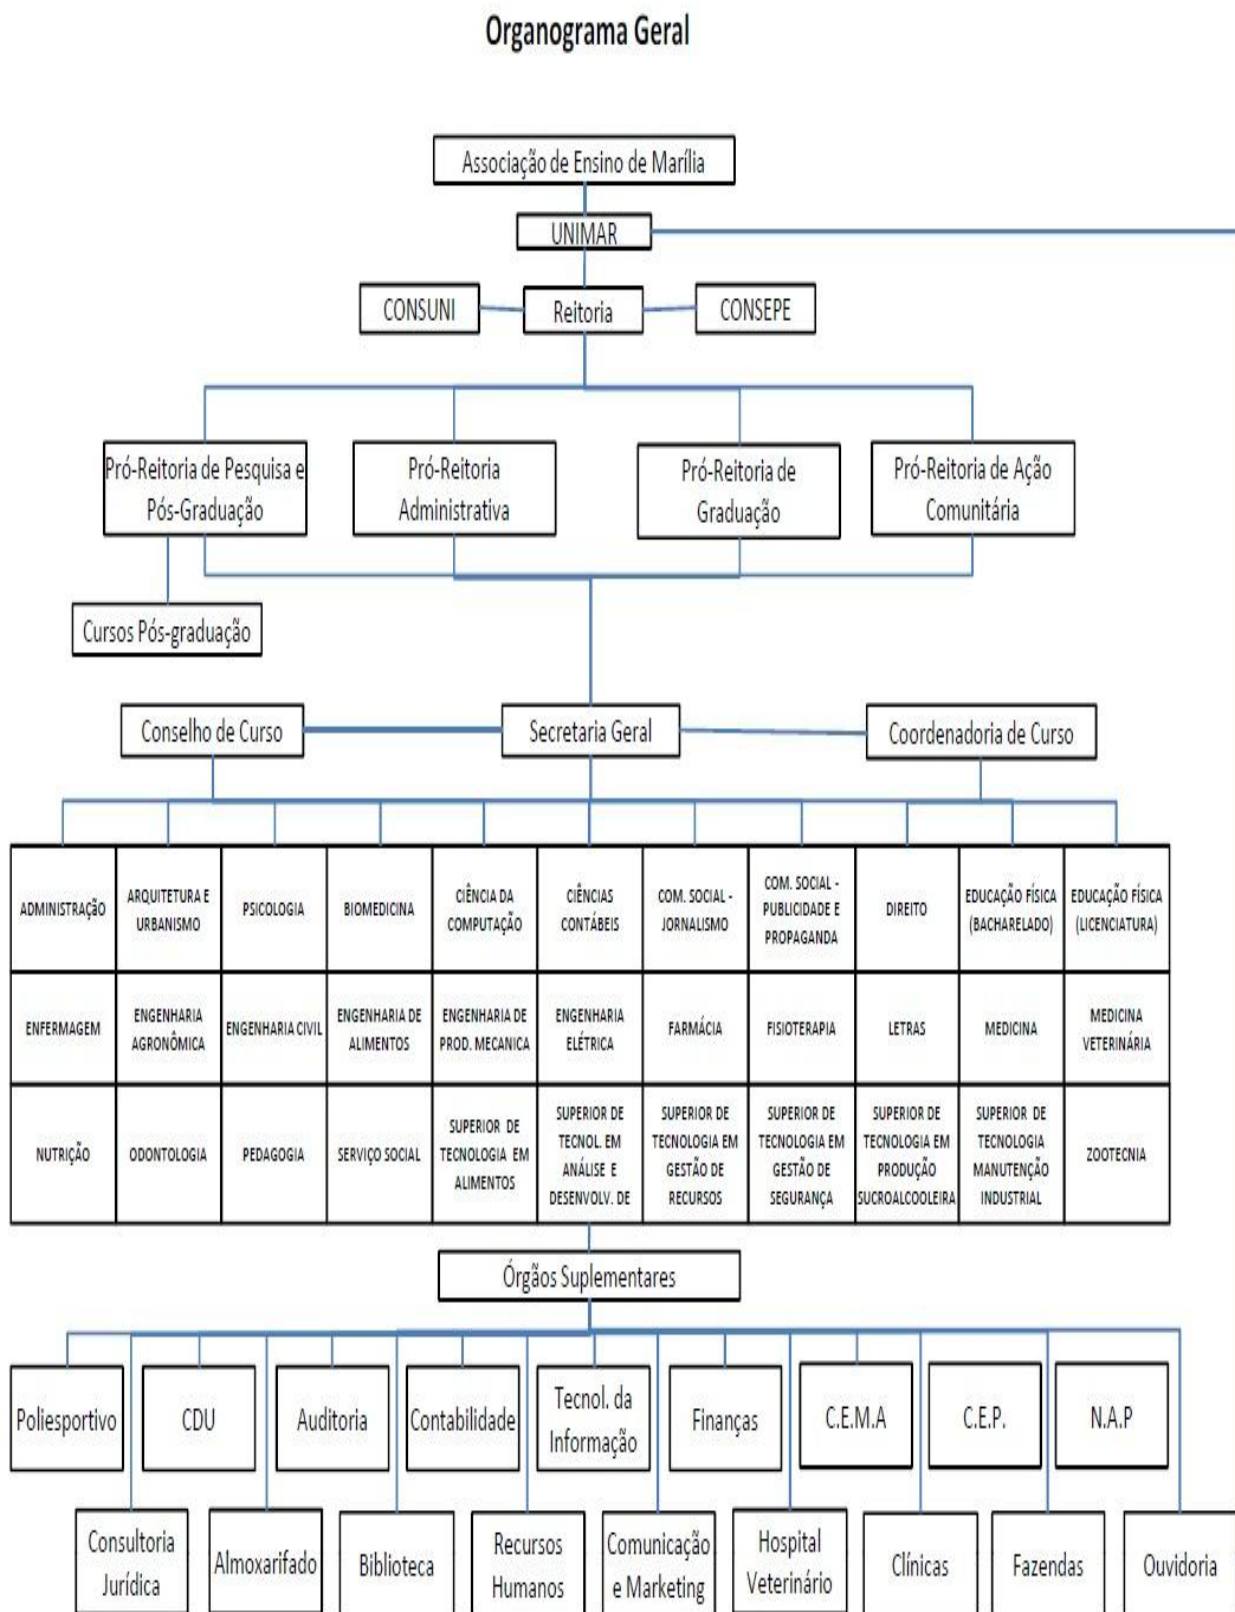 Organograma Geral
Associação de Ensino de Marília
UNIMAR
CONSUNI
Reitoria
CONSEPE
Pró-Reitoria de Pesquisa e
Pós-Graduação
Pró-Reitoria
Administrativa
Pró-Reitoria de
Graduação
Pró-Reitoria de Ação
Comunitária
Cursos Pós-graduação
Conselho de Curso
Secretaria Geral
Coordenadoria de Curso
ADMINISTRAÇãO
ARQUITETURA E
URBANISMO
PSICOLOGIA
BIOMEDICINA
CIÊNCIA DA
COMPUTAÇÃO
CIÊNCIAS
CONTÁBEIS
COM. SOCIAL -
JORNALISMO
COM. SOCIAL -
PUBLICIDADE E
PROPAGANDA
DIREITO
EDUCAÇÃO FÍSICA
(BACHARELADO)
EDUCAÇÃO FÍSICA
(LICENCIATURA)
ENFERMAGEM
ENGENHARIA
AGRONÔMICA
ENGENHARIA CIVIL
ENGENHARIA DE
ALIMENTOS
ENGENHARIA DE
PROD. MECANICA
ENGENHARIA
ELÉTRICA
FARMÁCIA
FISIOTERAPIA
LETRAS
MEDICINA
MEDICINA
VETERINÁRIA
NUTRIÇÃO
ODONTOLOGIA
PEDAGOGIA
SERVIÇO SOCIAL
SUPERIOR DE
TECNOLOGIA EM
ALIMENTOS
SUPERIOR DE
TECNOL. EM
ANÁLISE E
DESENVOLV. DE
SUPERIOR DE
TECNOLOGIA EM
GESTÃO DE
RECURSOS
SUPERIOR DE
TECNOLOGIA EM
GESTÃO DE
SEGURANÇA
SUPERIOR DE
TECNOLOGIA EM
PRODUÇÃO
SUCROALCOOLEIRA
SUPERIOR DE
TECNOLOGIA
MANUTENÇÃO
INDUSTRIAL
ZOOTECNIA
Órgãos Suplementares
Poliesportivo
CDU
Auditoria
Contabilidade
Tecnol. da
Informação
Finanças
C.E.M.A
C.E.P.
N.A.P
Consultoria
Jurídica
Almoxarifado
Biblioteca
Recursos
Humanos
Comunicação
e Marketing
Hospital
Veterinário
Clínicas
Fazendas
Ouvidoria